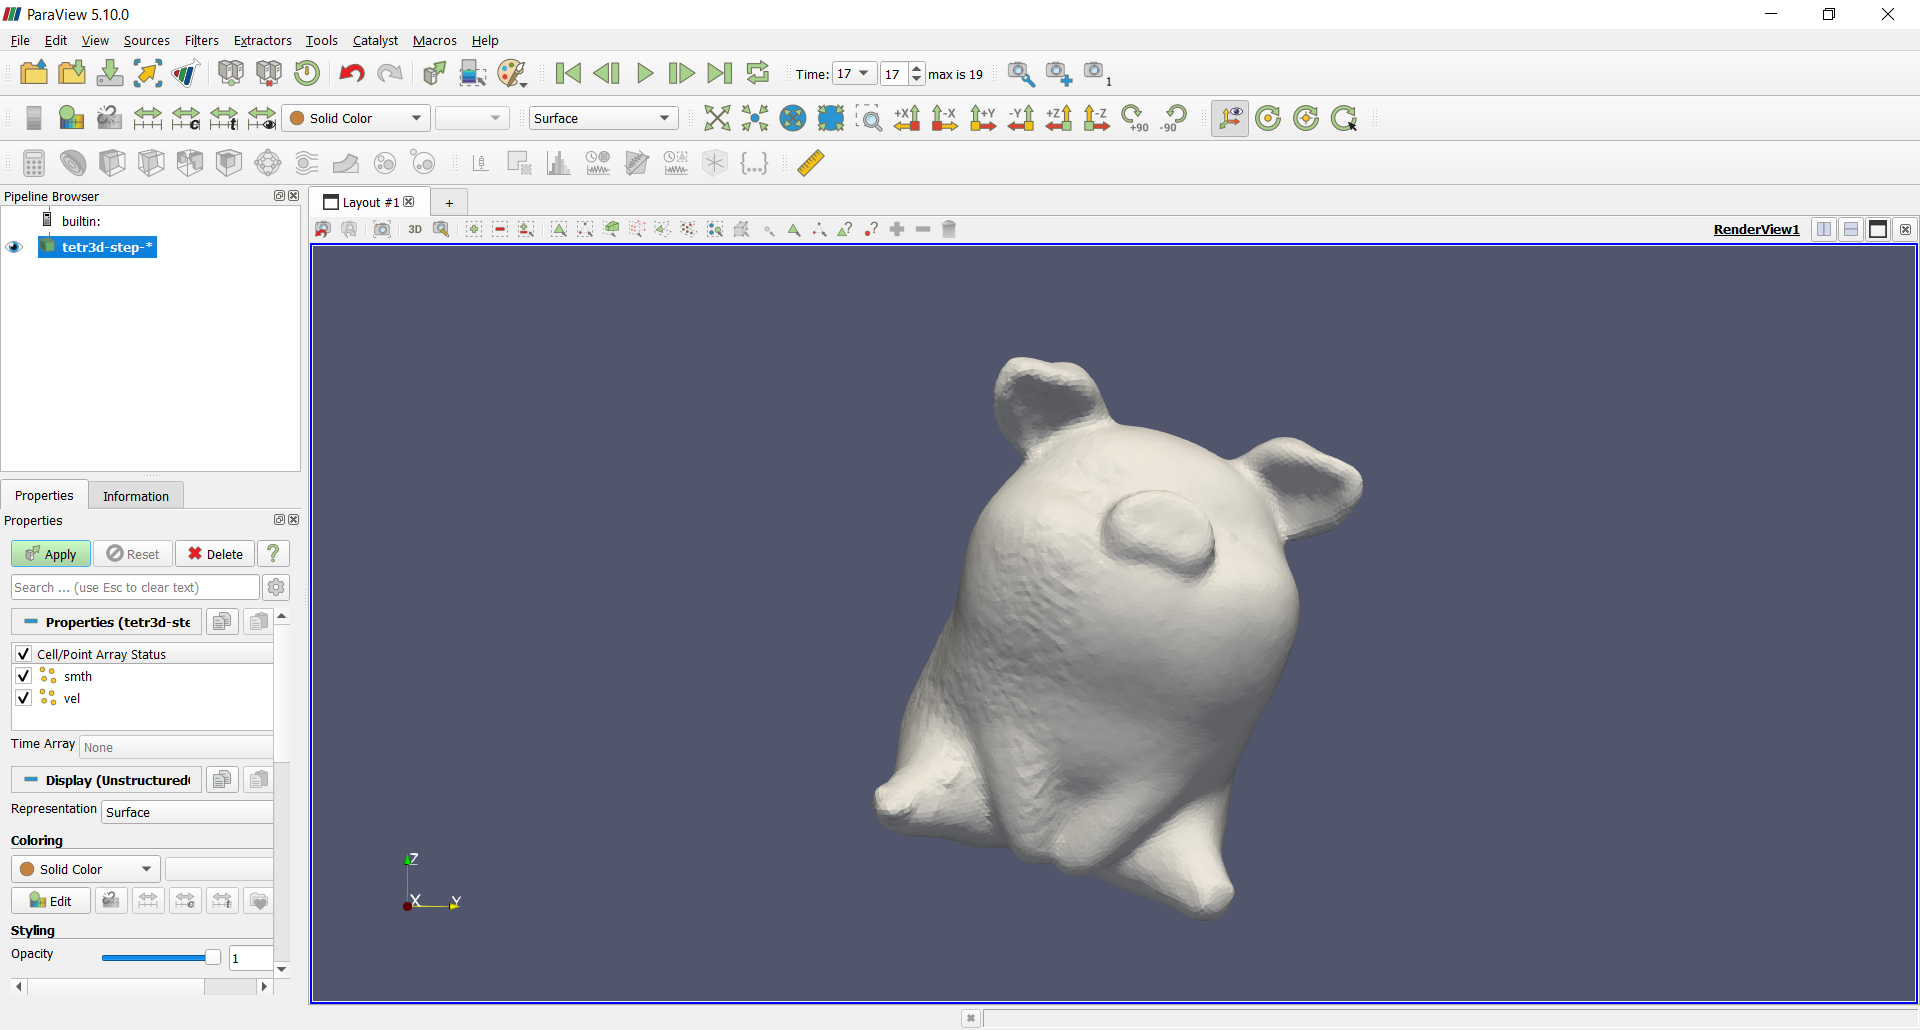 ParaView 5.10.0
File Edit View Sources Filters Extractors Tools Catalyst Macros Help
Time: 17 17 max is 19 1
Solid Color Surface +X -X +Y -Y +Z -Z +90 -90
Pipeline Browser
Layout #1 +
builtin:
3D RenderView1
tetr3d-step-*
Properties Information
Properties
Apply Reset Delete ?
Search ... (use Esc to clear text)
Properties (tetr3d-ste
Cell/Point Array Status
smth
vel
Time Array None
Display (Unstructured
Representation Surface
Coloring
Solid Color
Edit
Styling
Opacity 1
Z
X Y